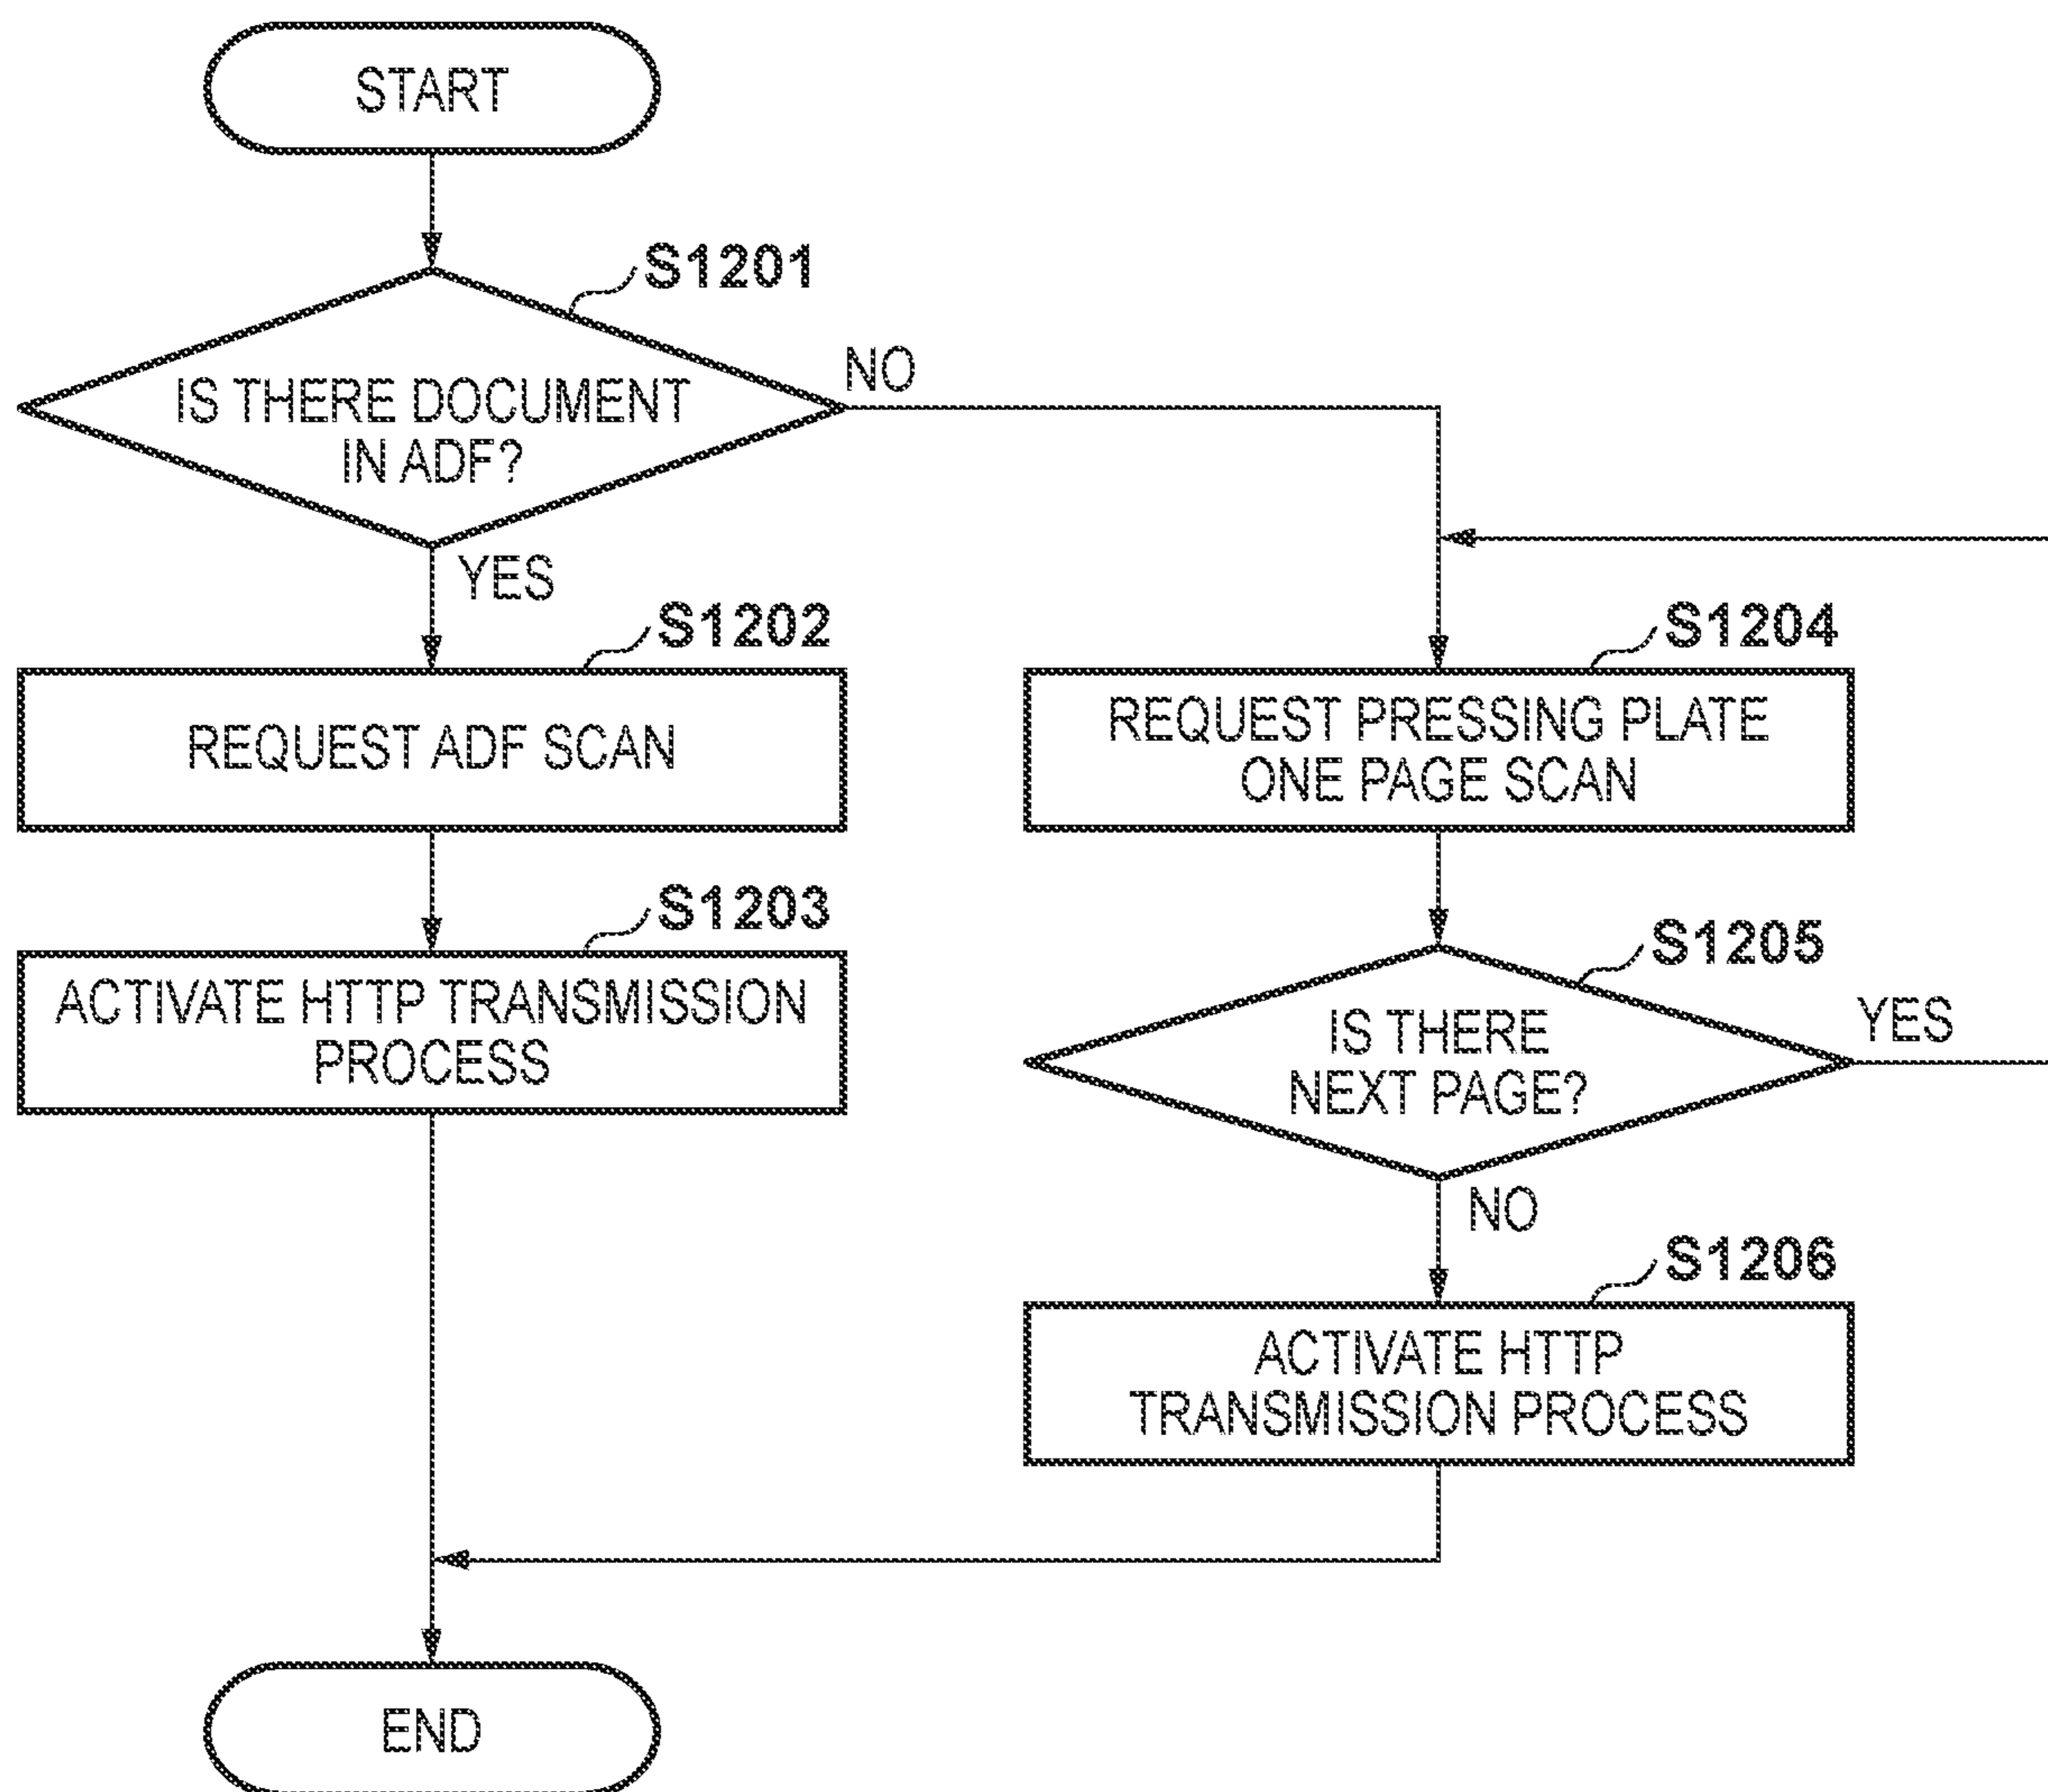 START
S1201
NO
IS THERE DOCUMENT
IN ADF?
YES
S1202
REQUEST ADF SCAN
S1203
ACTIVATE HTTP TRANSMISSION
PROCESS
S1204
REQUEST PRESSING PLATE
ONE PAGE SCAN
S1205
YES
IS THERE
NEXT PAGE?
NO
S1206
ACTIVATE HTTP
TRANSMISSION PROCESS
END